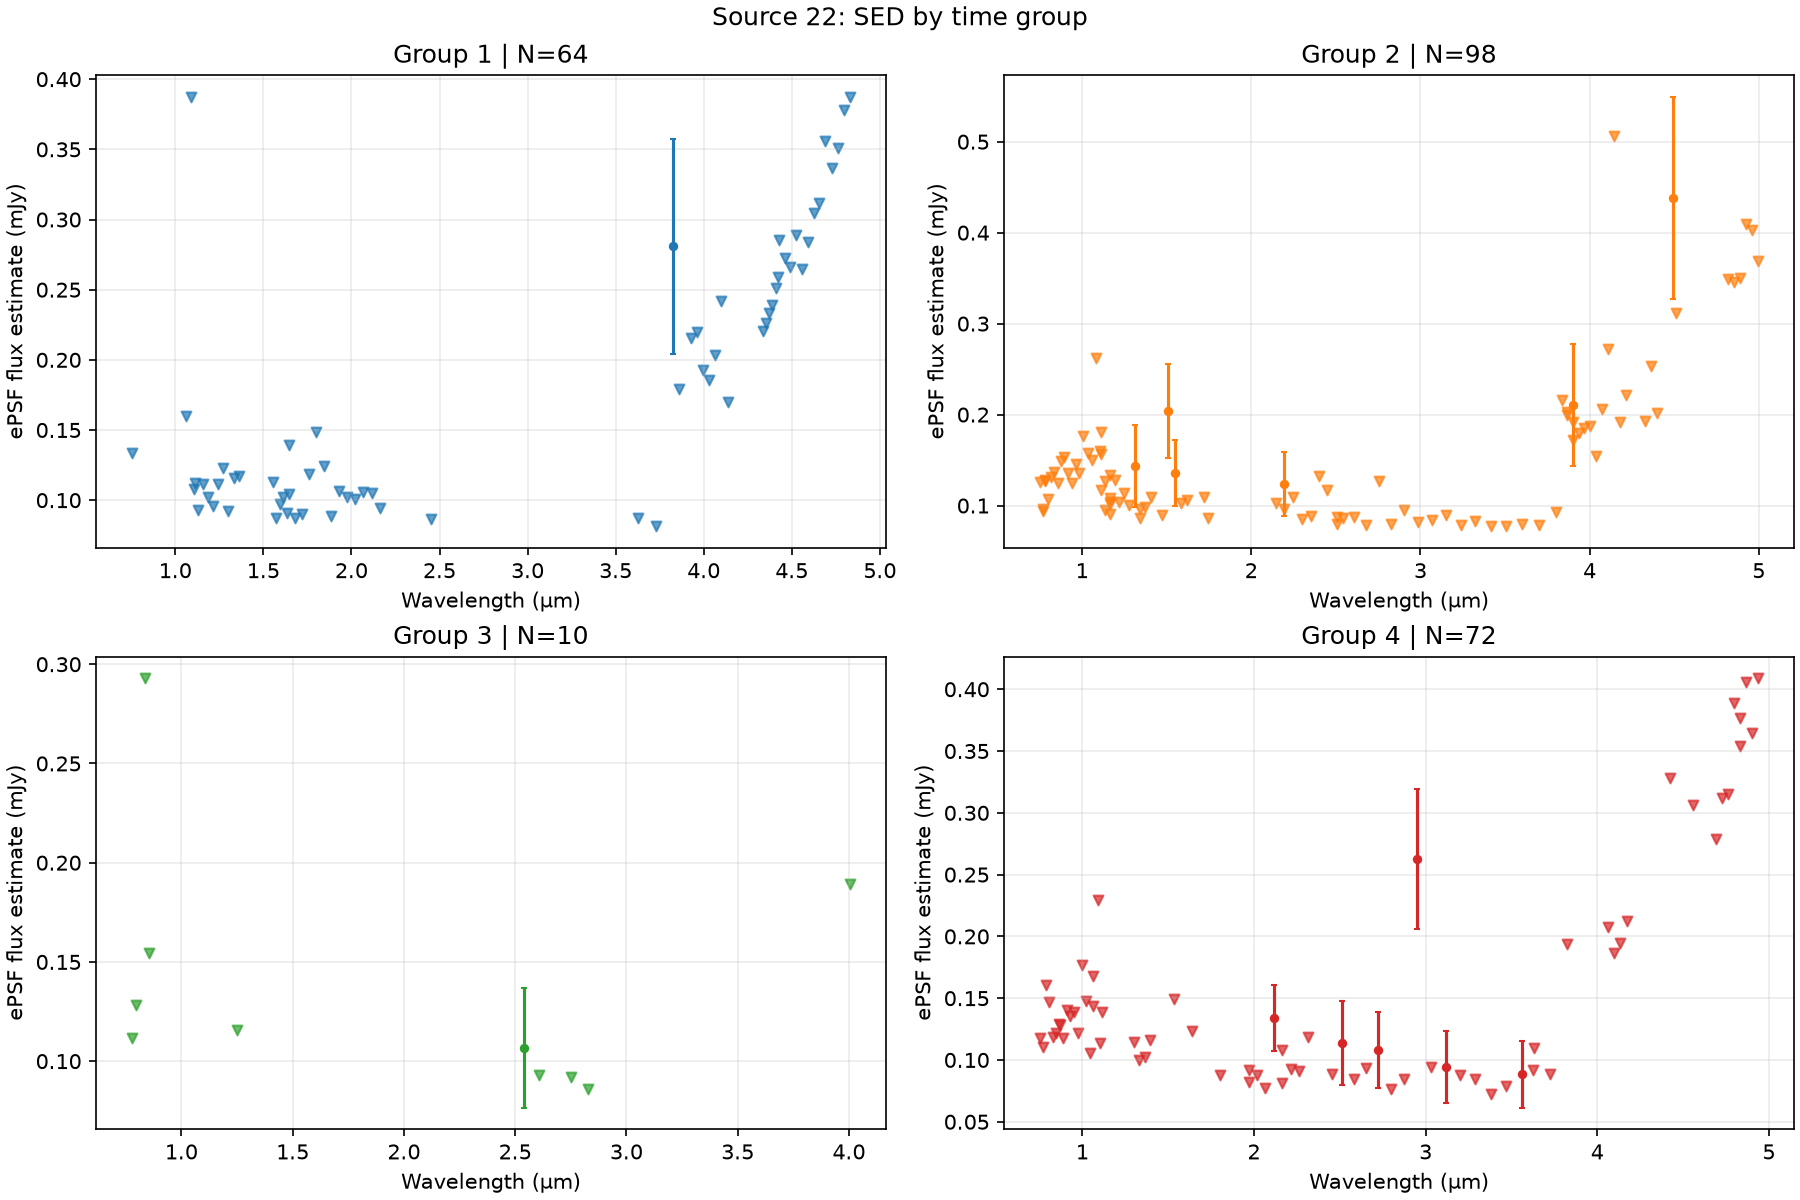 Source 22: SED by time group
Group 1 | N=64
ePSF flux estimate (mJy)
0.40
0.35
0.30
0.25
0.20
0.15
0.10
1.0 1.5 2.0 2.5 3.0 3.5 4.0 4.5 5.0
Wavelength (μm)
Group 2 | N=98
ePSF flux estimate (mJy)
0.5
0.4
0.3
0.2
0.1
1 2 3 4 5
Wavelength (μm)
Group 3 | N=10
ePSF flux estimate (mJy)
0.30
0.25
0.20
0.15
0.10
1.0 1.5 2.0 2.5 3.0 3.5 4.0
Wavelength (μm)
Group 4 | N=72
ePSF flux estimate (mJy)
0.40
0.35
0.30
0.25
0.20
0.15
0.10
0.05
1 2 3 4 5
Wavelength (μm)